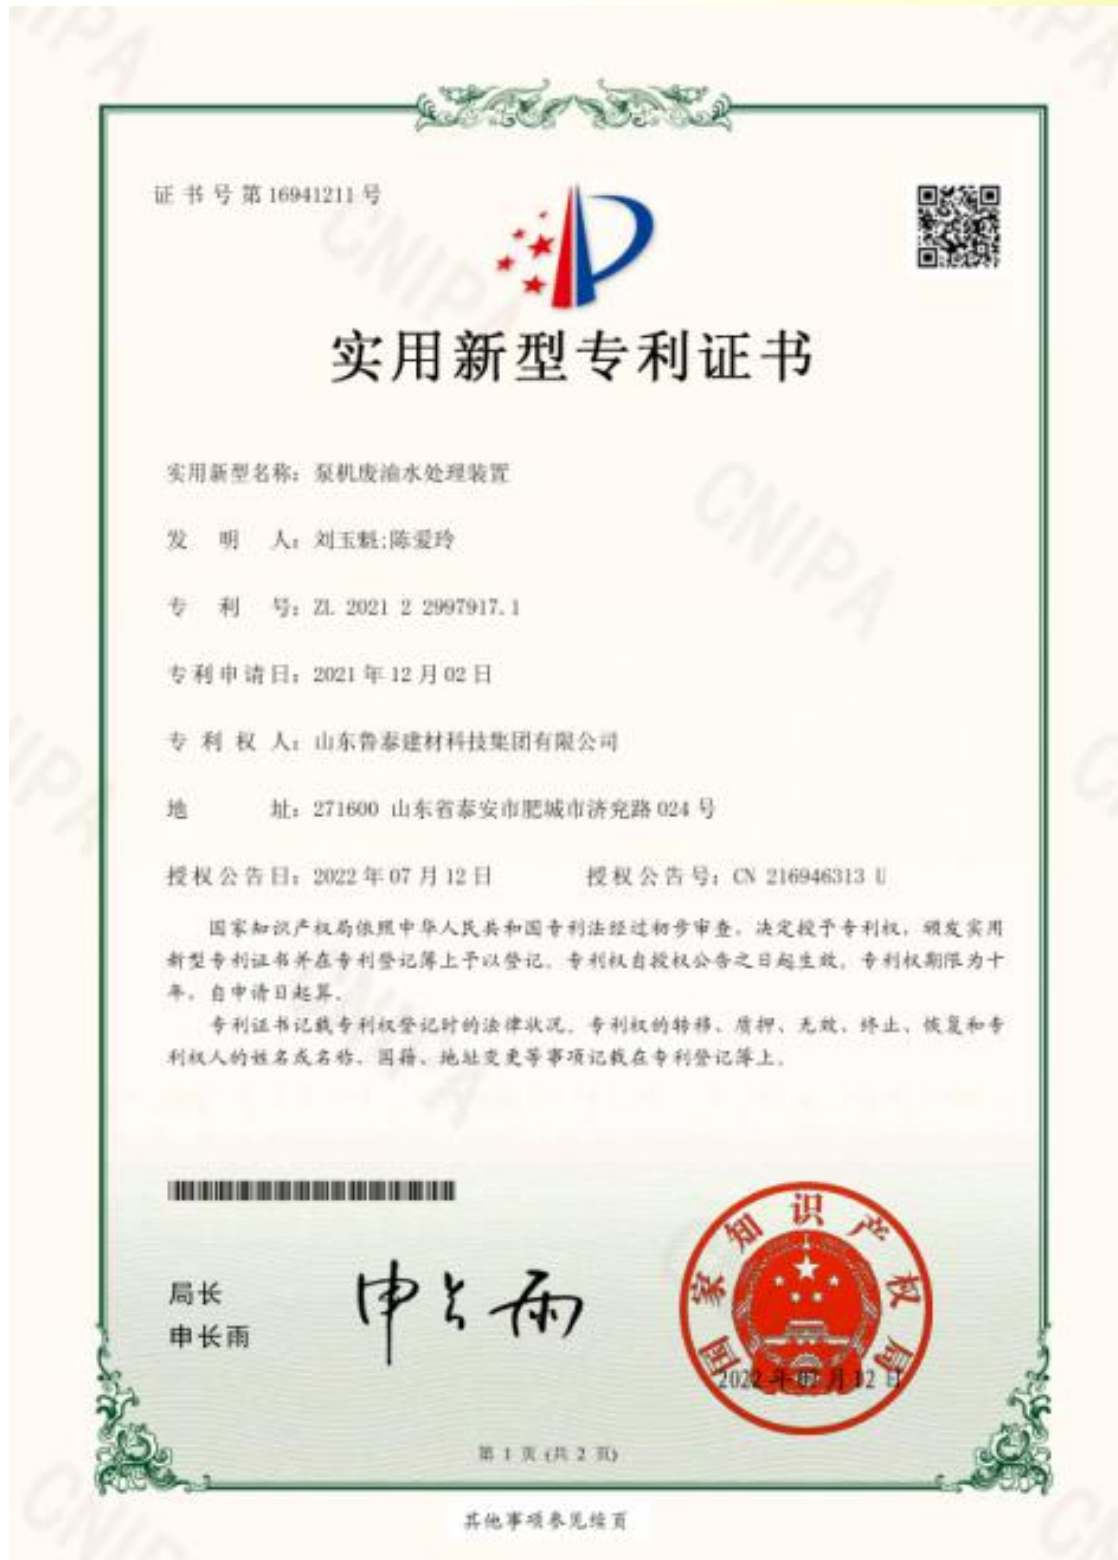 证书号第16941211号
实用新型专利证书
实用新型名称：泵机废油水处理装置
发 明 人：刘玉魁;陈爱玲
专 利 号：ZL 2021 2 2997917.1
专利申请日：2021年12月02日
专 利 权 人：山东鲁泰建材科技集团有限公司
地 址：271600 山东省泰安市肥城市济兖路024号
授权公告日：2022年07月12日 授权公告号：CN 216946313 U
国家知识产权局依照中华人民共和国专利法经过初步审查，决定授予专利权，颁发实用
新型专利证书并在专利登记簿上予以登记。专利权自授权公告之日起生效。专利权期限为十
年，自申请日起算。
专利证书记载专利权登记时的法律状况。专利权的转移、质押、无效、终止、恢复和专
利权人的姓名或名称、国籍、地址变更等事项记载在专利登记簿上。
局长
申长雨
申长雨
国家知识产权局
2022年07月12日
第 1 页 (共 2 页)
其他事项参见续页
CNIPA
CNIPA
CNIPA
CNIPA